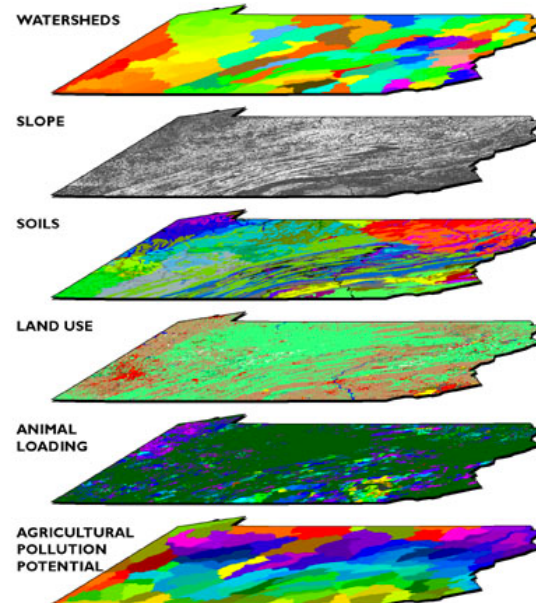 WATERSHEDS
SLOPE
SOILS
LAND USE
ANIMAL
LOADING
AGRICULTURAL
POLLUTION
POTENTIAL